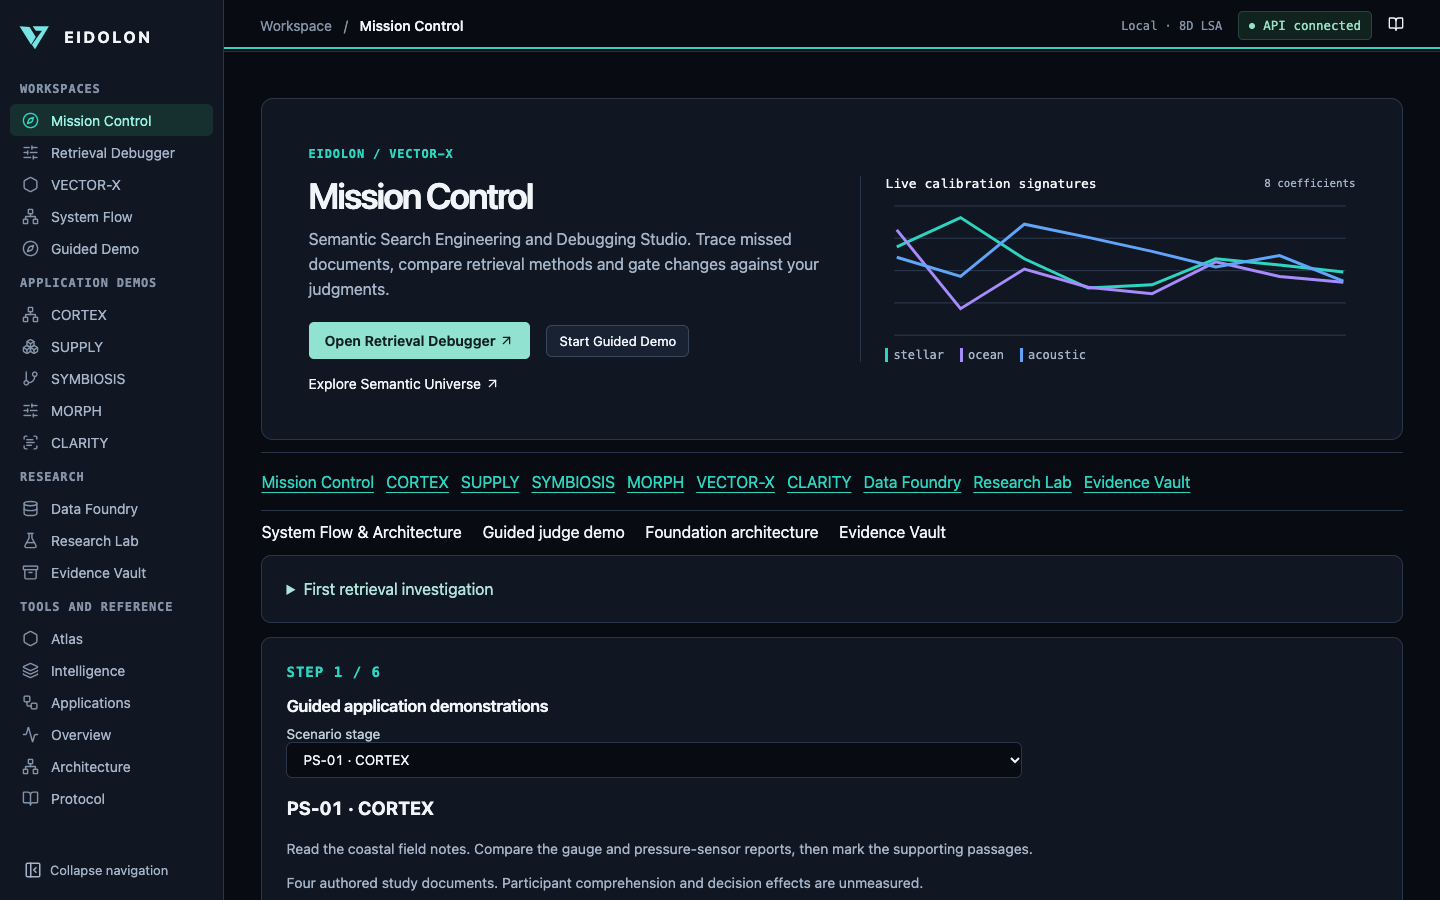 EIDOLON
WORKSPACES
Mission Control
Retrieval Debugger
VECTOR-X
System Flow
Guided Demo
APPLICATION DEMOS
CORTEX
SUPPLY
SYMBIOSIS
MORPH
CLARITY
RESEARCH
Data Foundry
Research Lab
Evidence Vault
TOOLS AND REFERENCE
Atlas
Intelligence
Applications
Overview
Architecture
Protocol
Collapse navigation
Workspace / Mission Control
Local · 8D LSA
API connected
EIDOLON / VECTOR-X
Mission Control
Semantic Search Engineering and Debugging Studio. Trace missed
documents, compare retrieval methods and gate changes against your
judgments.
Open Retrieval Debugger
Start Guided Demo
Explore Semantic Universe
Live calibration signatures
8 coefficients
stellar ocean acoustic
Mission Control CORTEX SUPPLY SYMBIOSIS MORPH VECTOR-X CLARITY Data Foundry Research Lab Evidence Vault
System Flow & Architecture Guided judge demo Foundation architecture Evidence Vault
First retrieval investigation
STEP 1 / 6
Guided application demonstrations
Scenario stage
PS-01 · CORTEX
PS-01 · CORTEX
Read the coastal field notes. Compare the gauge and pressure-sensor reports, then mark the supporting passages.
Four authored study documents. Participant comprehension and decision effects are unmeasured.